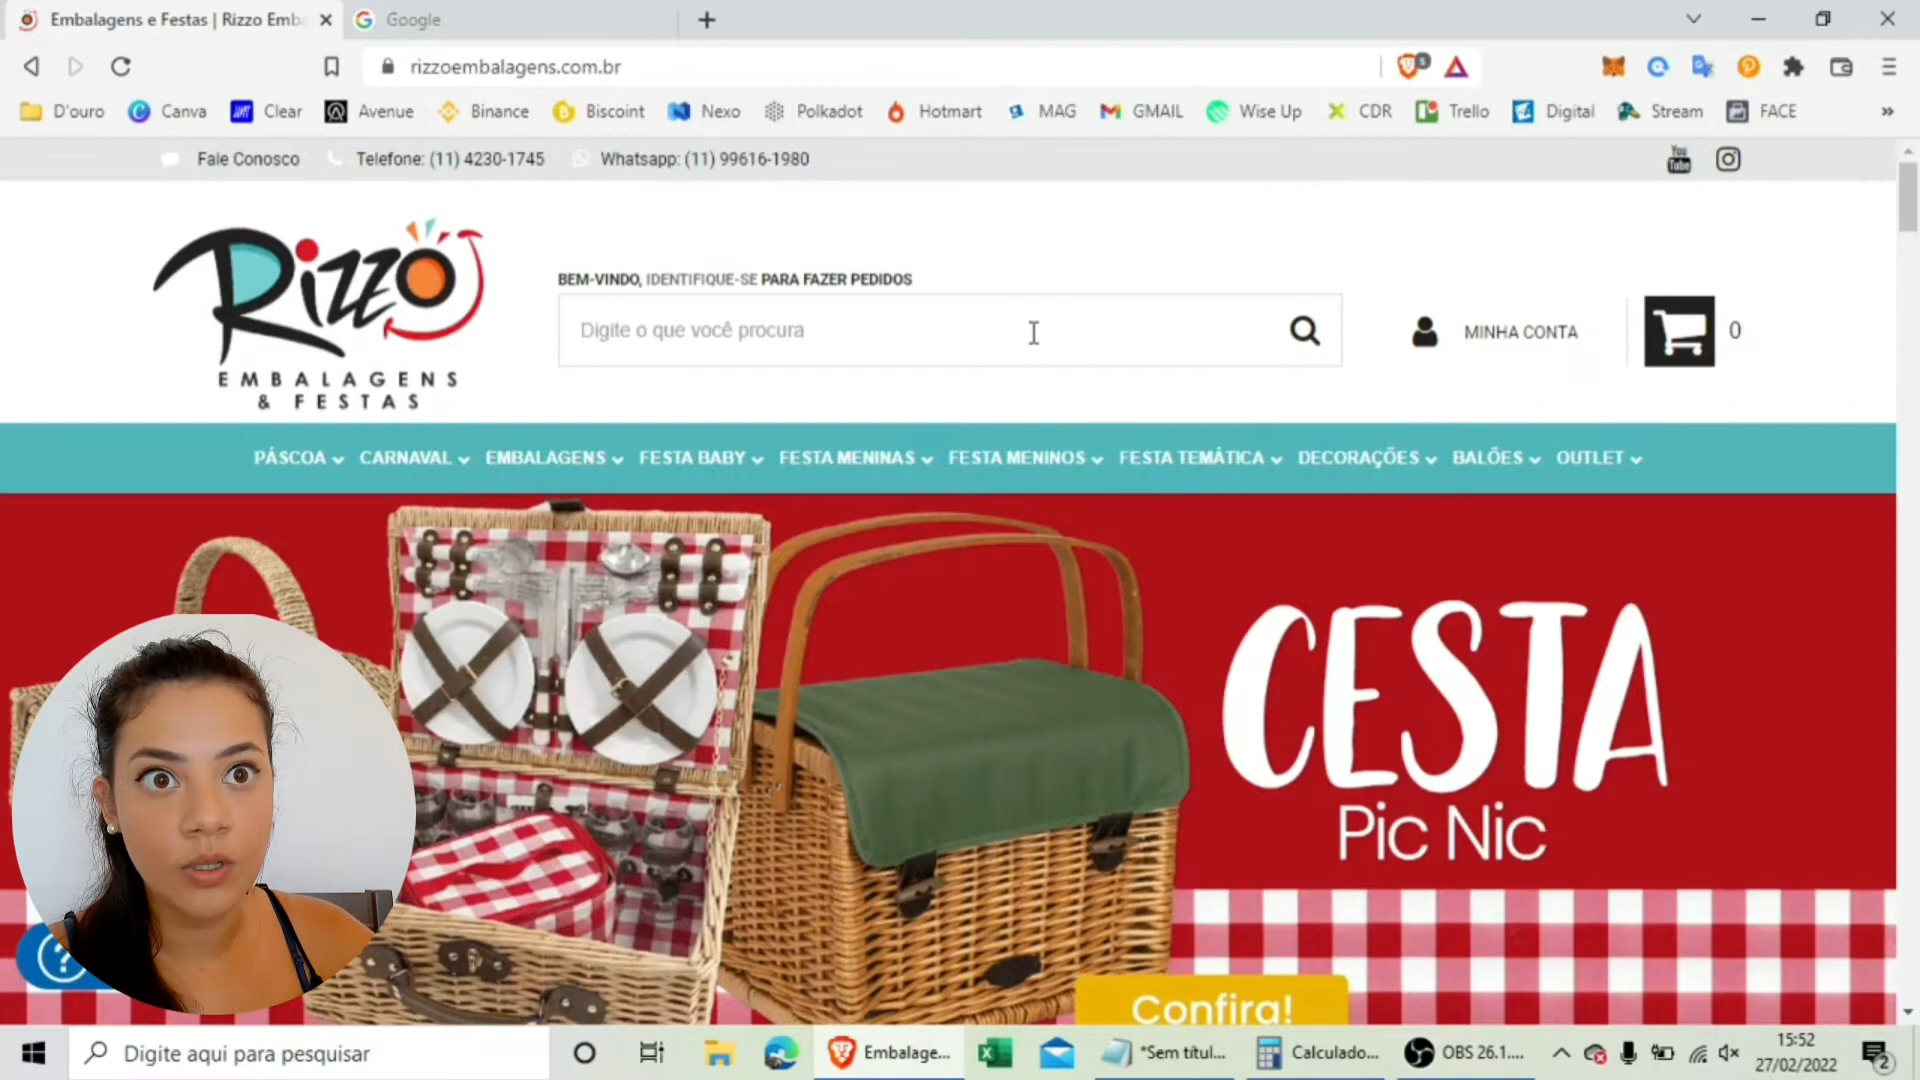 Embalagens e Festas | Rizzo Emb
Google
rizzoembalagens.com.br
5
D'ouro
Canva
Clear
Avenue
Binance
Biscoint
Nexo
Polkadot
Hotmart
MAG
GMAIL
Wise Up
CDR
Trello
Digital
Stream
FACE
»
Fale Conosco
Telefone: (11) 4230-1745
Whatsapp: (11) 99616-1980
You
Tube
Rizzo
EMBALAGENS
& FESTAS
BEM-VINDO, IDENTIFIQUE-SE PARA FAZER PEDIDOS
Digite o que você procura
MINHA CONTA
0
PÁSCOA
CARNAVAL
EMBALAGENS
FESTA BABY
FESTA MENINAS
FESTA MENINOS
FESTA TEMÁTICA
DECORAÇÕES
BALÕES
OUTLET
CESTA
Pic Nic
Confira!
Digite aqui para pesquisar
Embalage...
*Sem títul...
Calculado...
OBS 26.1....
15:52
27/02/2022
2